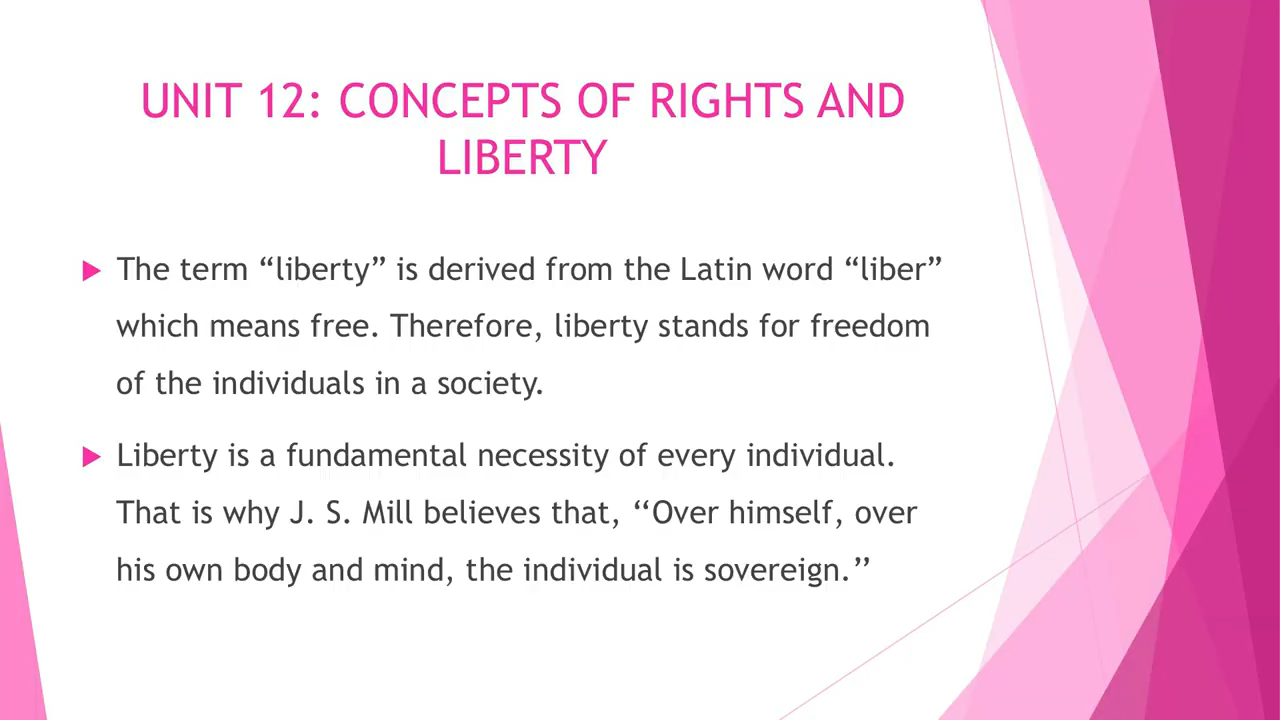 UNIT 12: CONCEPTS OF RIGHTS AND
LIBERTY
The term “liberty” is derived from the Latin word “liber”
which means free. Therefore, liberty stands for freedom
of the individuals in a society.
Liberty is a fundamental necessity of every individual.
That is why J. S. Mill believes that, ‘‘Over himself, over
his own body and mind, the individual is sovereign.’’